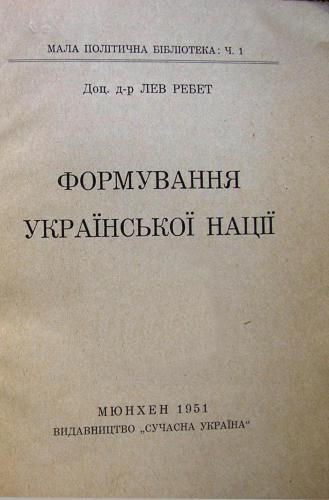 МАЛА ПОЛІТИЧНА БІБЛІОТЕКА: Ч. 1
Доц. д-р ЛЕВ РЕБЕТ
ФОРМУВАННЯ
УКРАЇНСЬКОЇ НАЦІЇ
МЮНХЕН 1951
ВИДАВНИЦТВО „СУЧАСНА УКРАЇНА"